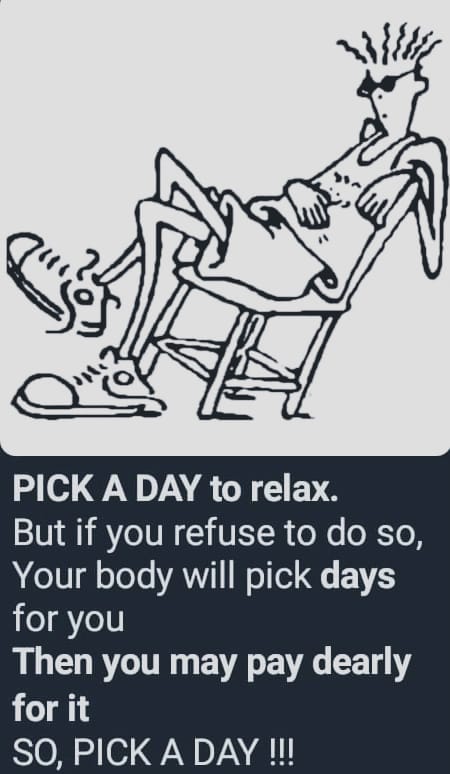 PICK A DAY to relax.
But if you refuse to do so,
Your body will pick days
for you
Then you may pay dearly
for it
SO, PICK A DAY !!!